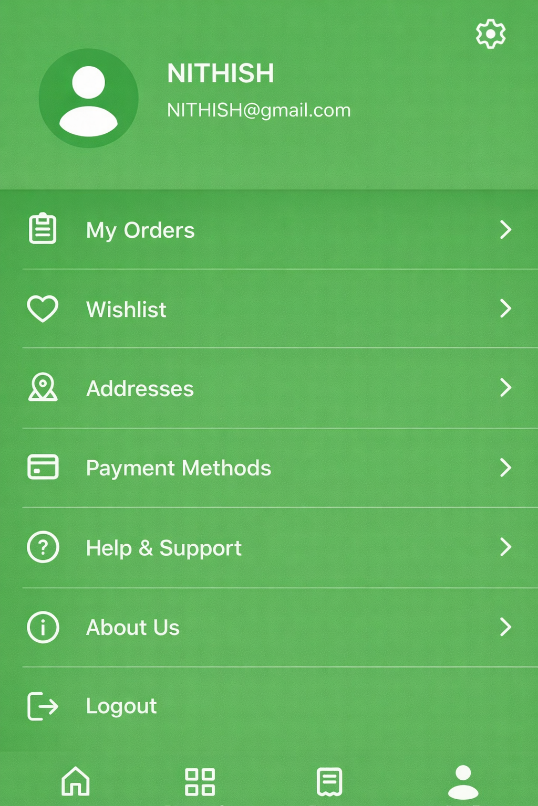 NITHISH
NITHISH@gmail.com
My Orders
Wishlist
Addresses
Payment Methods
Help & Support
About Us
Logout